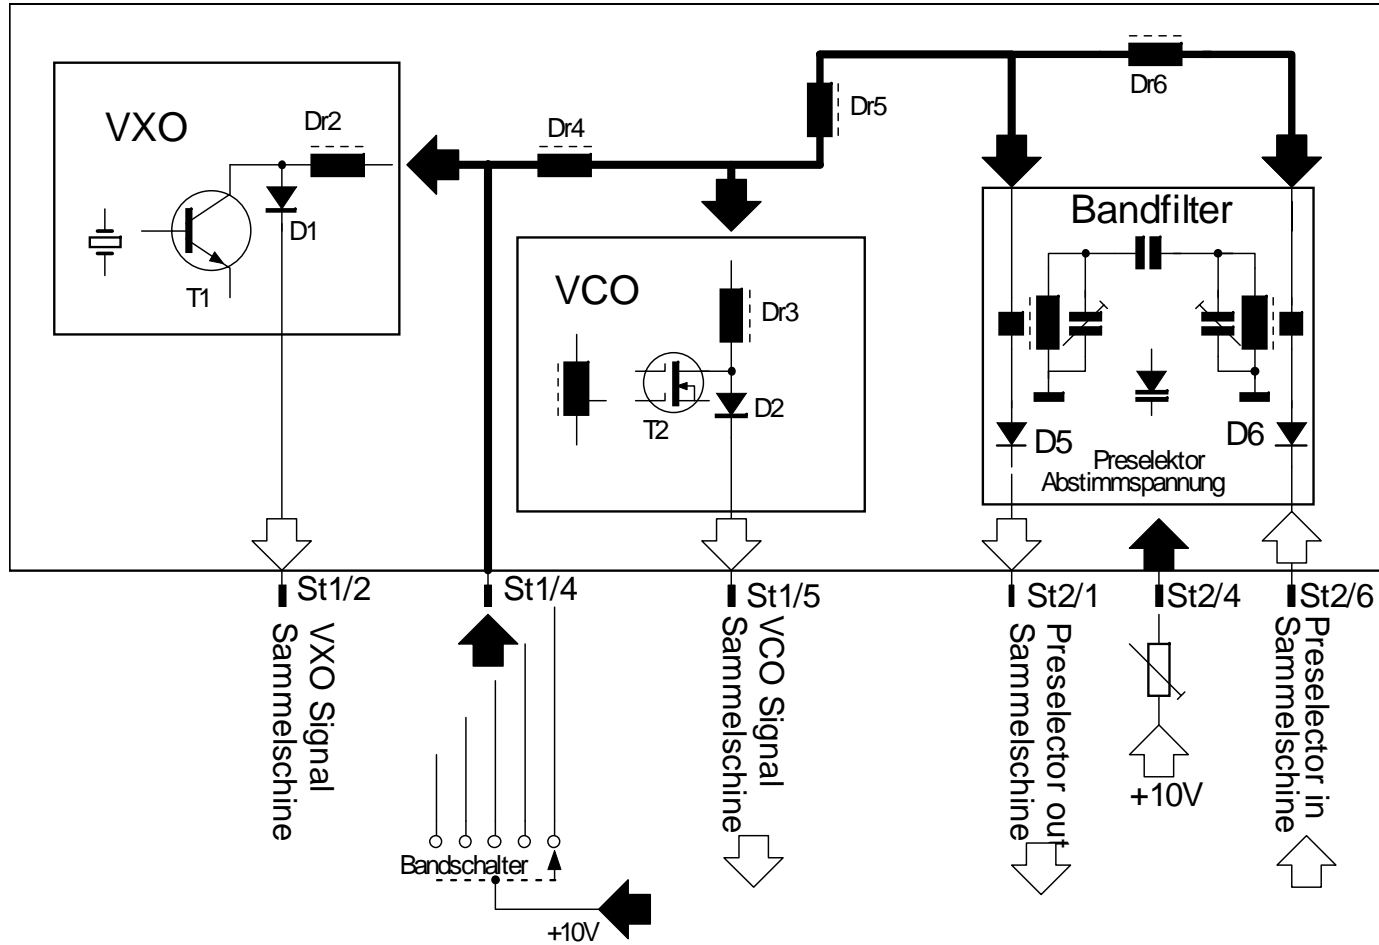 Dr6
Dr5
VXO
Dr2
Dr4
D1
T1
Bandfilter
VCO
Dr3
D2
T2
D5
D6
Preselektor
Abstimmspannung
St1/2
St1/4
St1/5
St2/1
St2/4
St2/6
VXO Signal
Sammelschine
VCO Signal
Sammelschine
Preselector out
Sammelschine
Preselector in
Sammelschine
+10V
Bandschalter
+10V